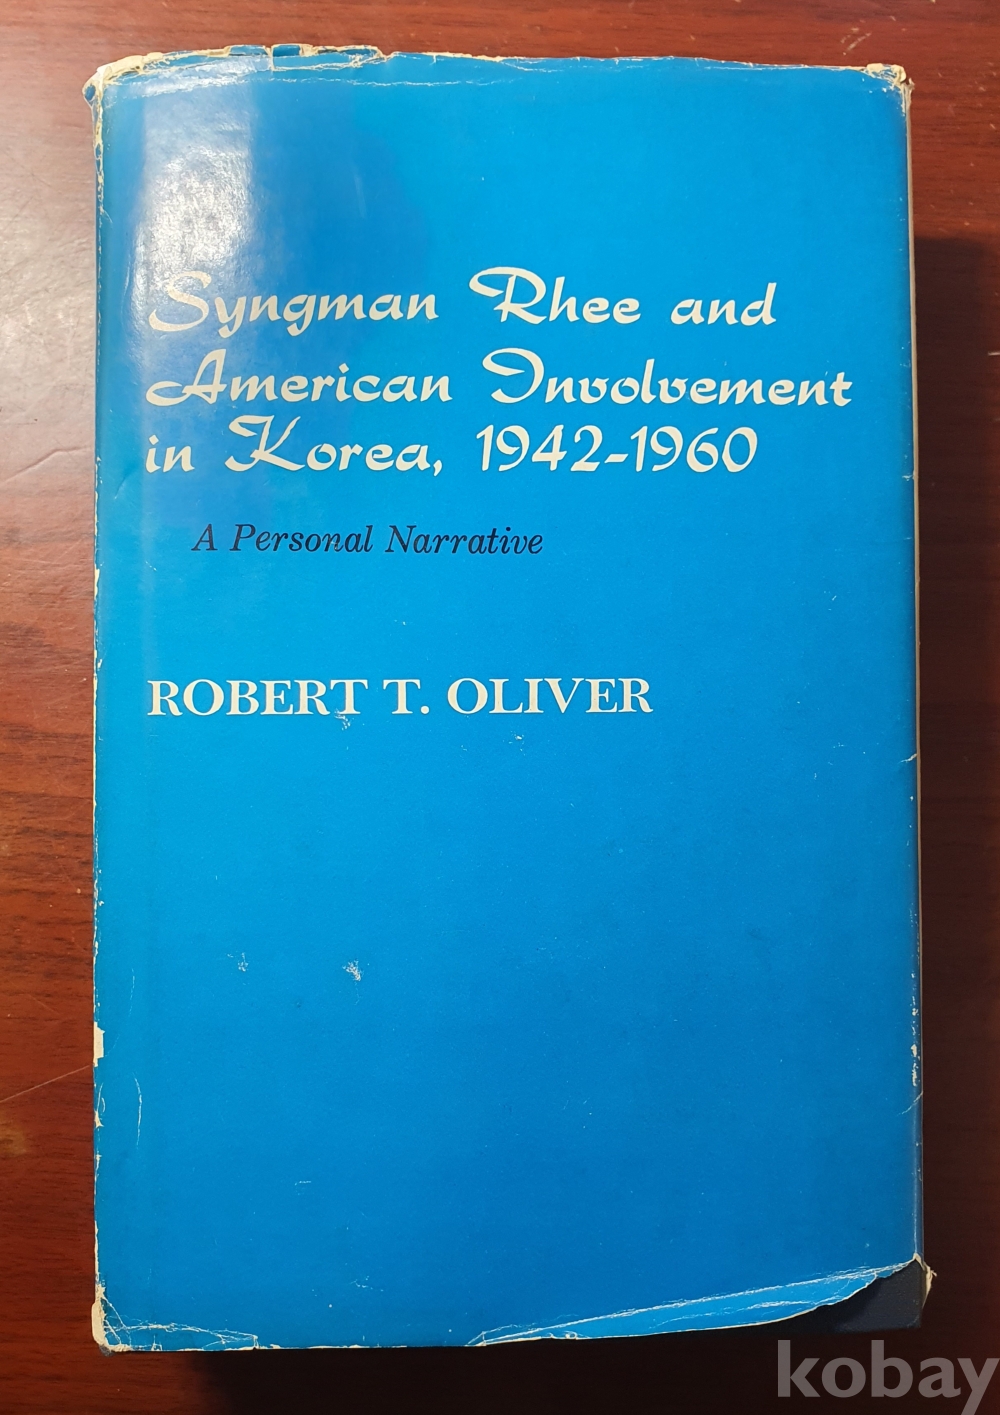 Syngman Rhee and
American Involvement
in Korea, 1942-1960
A Personal Narrative
ROBERT T. OLIVER
kobay